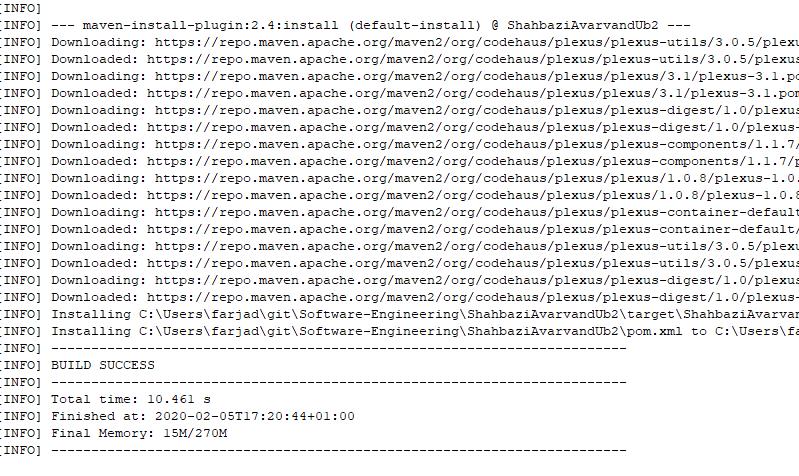 [INFO]
[INFO] --- maven-install-plugin:2.4:install (default-install) @ ShahbaziAvarvandUb2 ---
[INFO] Downloading: https://repo.maven.apache.org/maven2/org/codehaus/plexus/plexus-utils/3.0.5/plexu
[INFO] Downloaded: https://repo.maven.apache.org/maven2/org/codehaus/plexus/plexus-utils/3.0.5/plexus
[INFO] Downloading: https://repo.maven.apache.org/maven2/org/codehaus/plexus/plexus/3.1/plexus-3.1.po
[INFO] Downloaded: https://repo.maven.apache.org/maven2/org/codehaus/plexus/plexus/3.1/plexus-3.1.pom
[INFO] Downloading: https://repo.maven.apache.org/maven2/org/codehaus/plexus/plexus-digest/1.0/plexus
[INFO] Downloaded: https://repo.maven.apache.org/maven2/org/codehaus/plexus/plexus-digest/1.0/plexus-
[INFO] Downloading: https://repo.maven.apache.org/maven2/org/codehaus/plexus/plexus-components/1.1.7/
[INFO] Downloaded: https://repo.maven.apache.org/maven2/org/codehaus/plexus/plexus-components/1.1.7/p
[INFO] Downloading: https://repo.maven.apache.org/maven2/org/codehaus/plexus/plexus/1.0.8/plexus-1.0.
[INFO] Downloaded: https://repo.maven.apache.org/maven2/org/codehaus/plexus/plexus/1.0.8/plexus-1.0.8
[INFO] Downloading: https://repo.maven.apache.org/maven2/org/codehaus/plexus/plexus-container-default
[INFO] Downloaded: https://repo.maven.apache.org/maven2/org/codehaus/plexus/plexus-container-default/
[INFO] Downloading: https://repo.maven.apache.org/maven2/org/codehaus/plexus/plexus-utils/3.0.5/plexu
[INFO] Downloaded: https://repo.maven.apache.org/maven2/org/codehaus/plexus/plexus-utils/3.0.5/plexus
[INFO] Downloading: https://repo.maven.apache.org/maven2/org/codehaus/plexus/plexus-digest/1.0/plexus
[INFO] Downloaded: https://repo.maven.apache.org/maven2/org/codehaus/plexus/plexus-digest/1.0/plexus-
[INFO] Installing C:\Users\farjad\git\Software-Engineering\ShahbaziAvarvandUb2\target\ShahbaziAvarvan
[INFO] Installing C:\Users\farjad\git\Software-Engineering\ShahbaziAvarvandUb2\pom.xml to C:\Users\fa
[INFO] ------------------------------------------------------------------------
[INFO] BUILD SUCCESS
[INFO] ------------------------------------------------------------------------
[INFO] Total time: 10.461 s
[INFO] Finished at: 2020-02-05T17:20:44+01:00
[INFO] Final Memory: 15M/270M
[INFO] ------------------------------------------------------------------------